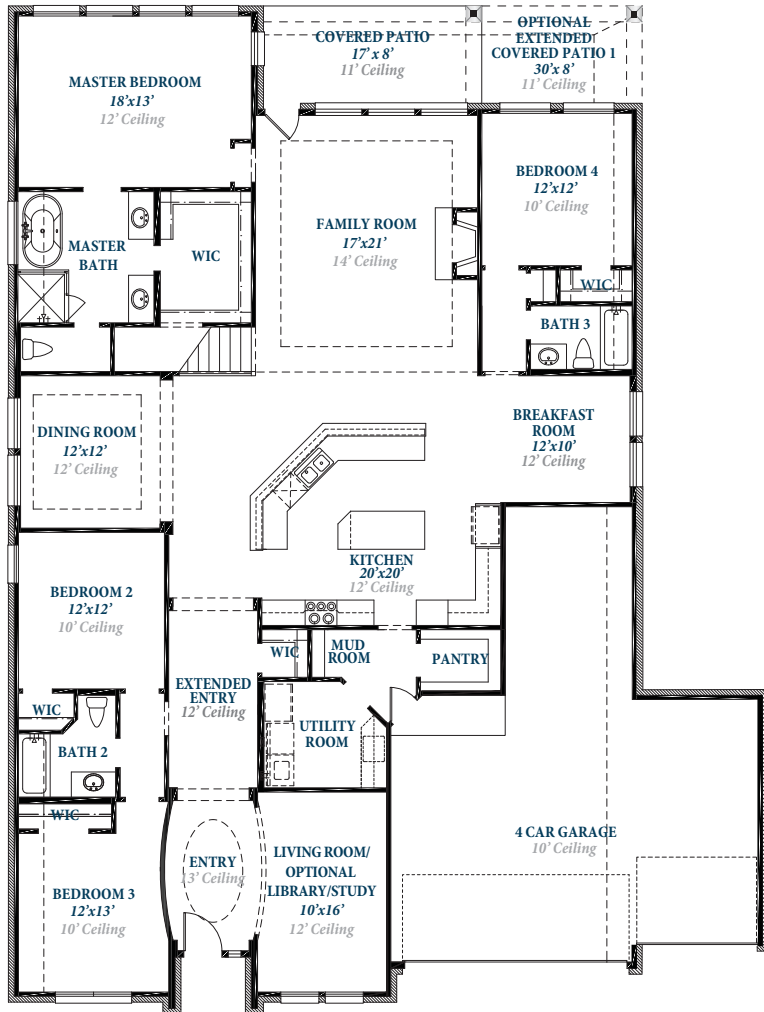 COVERED PATIO
17' x 8'
11' Ceiling
OPTIONAL
EXTENDED
COVERED PATIO 1
30'x 8'
11' Ceiling
MASTER BEDROOM
18'x13'
12' Ceiling
BEDROOM 4
12'x12'
10' Ceiling
FAMILY ROOM
17'x21'
14' Ceiling
MASTER
BATH
WIC
WIC
BATH 3
DINING ROOM
12'x12'
12' Ceiling
BREAKFAST
ROOM
12'x10'
12' Ceiling
KITCHEN
20'x20'
12' Ceiling
BEDROOM 2
12'x12'
10' Ceiling
WIC
MUD
ROOM
PANTRY
EXTENDED
ENTRY
12' Ceiling
WIC
UTILITY
ROOM
BATH 2
WIC
4 CAR GARAGE
10' Ceiling
ENTRY
13' Ceiling
LIVING ROOM/
OPTIONAL
LIBRARY/STUDY
10'x16'
12' Ceiling
BEDROOM 3
12'x13'
10' Ceiling